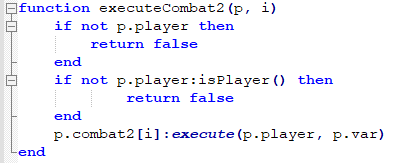 function executeCombat2(p, i)
if not p.player then
return false
end
if not p.player:isPlayer() then
return false
end
p.combat2[i]:execute(p.player, p.var)
end